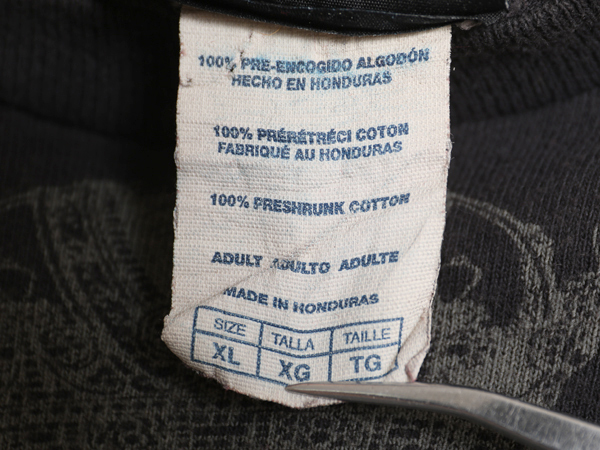 100% PRE-ENCOGIDO ALGODÓN
HECHO EN HONDURAS
100% PRÉRÉTRÉCI COTON
FABRIQUÉ AU HONDURAS
100% PRESHRUNK COTTON
ADULT ADULTO ADULTE
MADE IN HONDURAS
SIZE TALLA TAILLE
XL XG TG